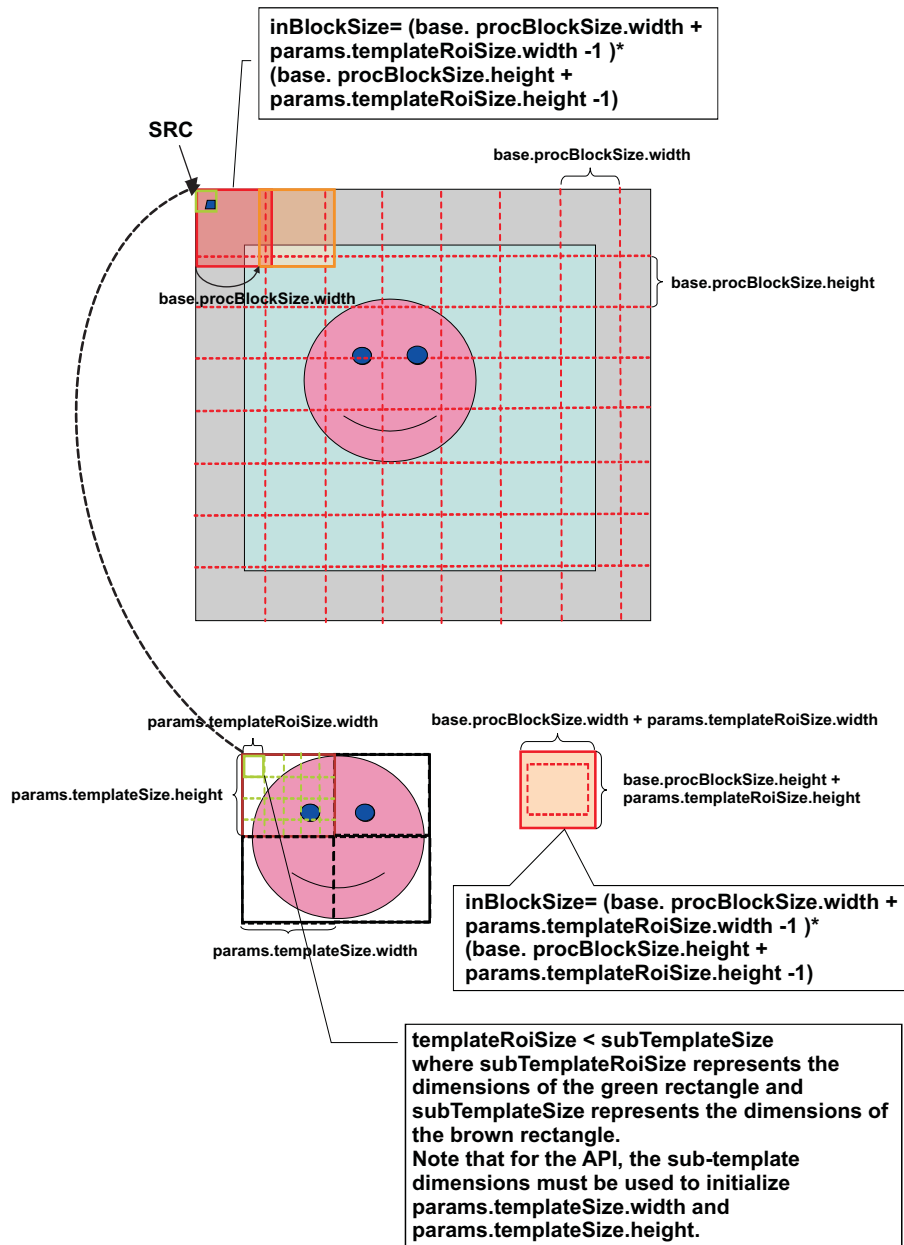 inBlockSize= (base. procBlockSize.width +
params.templateRoiSize.width -1 )*
(base. procBlockSize.height +
params.templateRoiSize.height -1)
SRC
base.procBlockSize.width
base.procBlockSize.height
base.procBlockSize.width
params.templateRoiSize.width
base.procBlockSize.width + params.templateRoiSize.width
params.templateSize.height
base.procBlockSize.height +
params.templateRoiSize.height
params.templateSize.width
inBlockSize= (base. procBlockSize.width +
params.templateRoiSize.width -1 )*
(base. procBlockSize.height +
params.templateRoiSize.height -1)
templateRoiSize < subTemplateSize
where subTemplateRoiSize represents the
dimensions of the green rectangle and
subTemplateSize represents the dimensions of
the brown rectangle.
Note that for the API, the sub-template
dimensions must be used to initialize
params.templateSize.width and
params.templateSize.height.